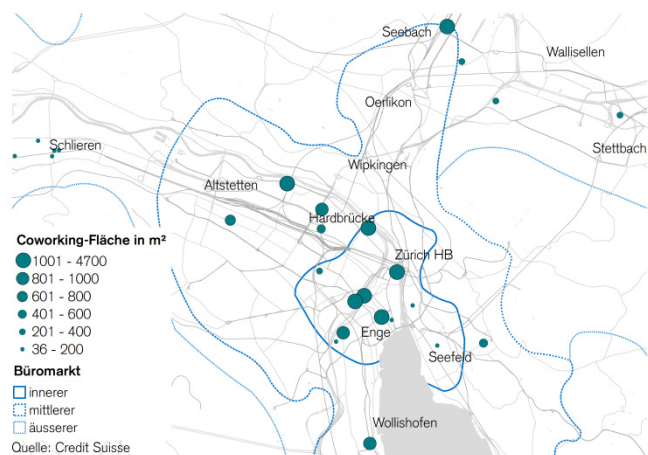 Seebach
Wallisellen
Oerlikon
Stettbach
Schlieren
Wipkingen
Altstetten
Hardbrücke
Zürich HB
Enge
Seefeld
Wollishofen
Coworking-Fläche in m²
1001 - 4700
801 - 1000
601 - 800
401 - 600
201 - 400
36 - 200
Büromarkt
innerer
mittlerer
äusserer
Quelle: Credit Suisse